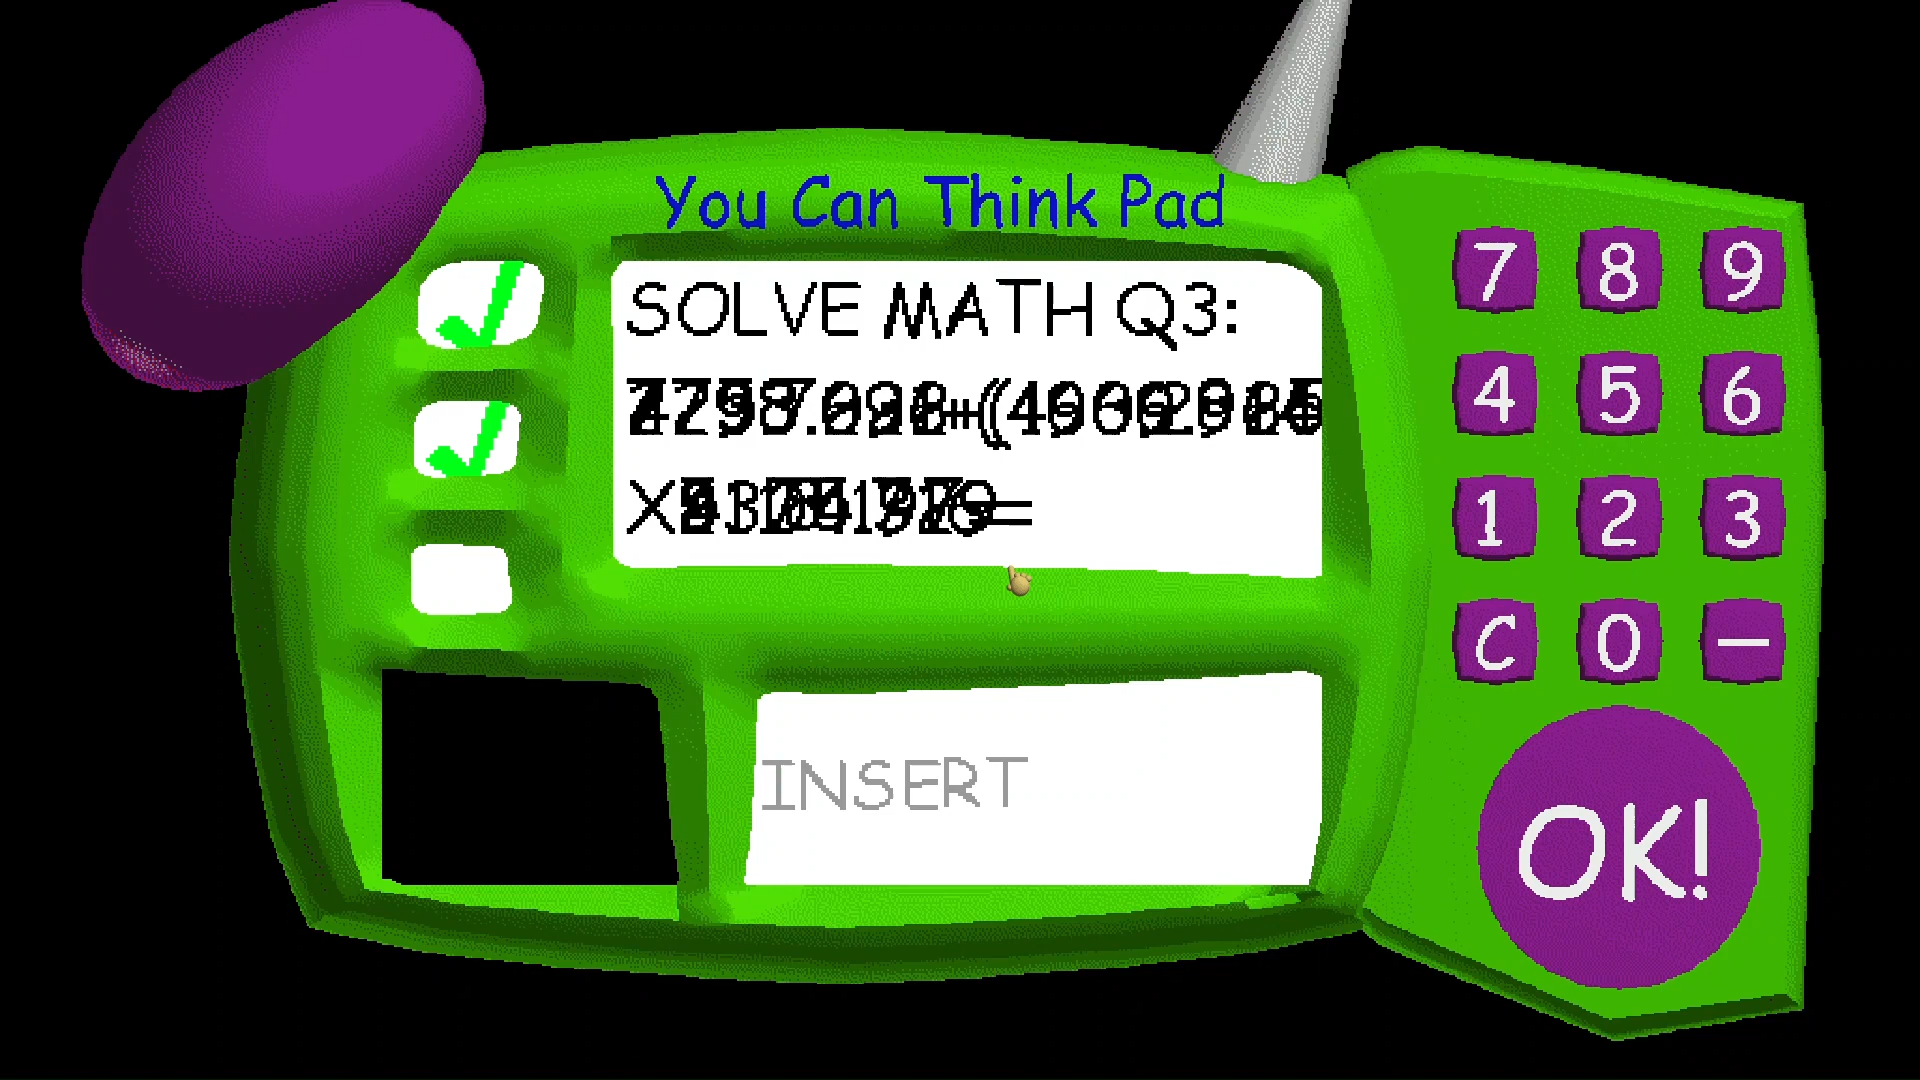 You Can Think Pad
SOLVE MATH Q3:
INSERT
7 8 9
4 5 6
1 2 3
C 0 —
OK!